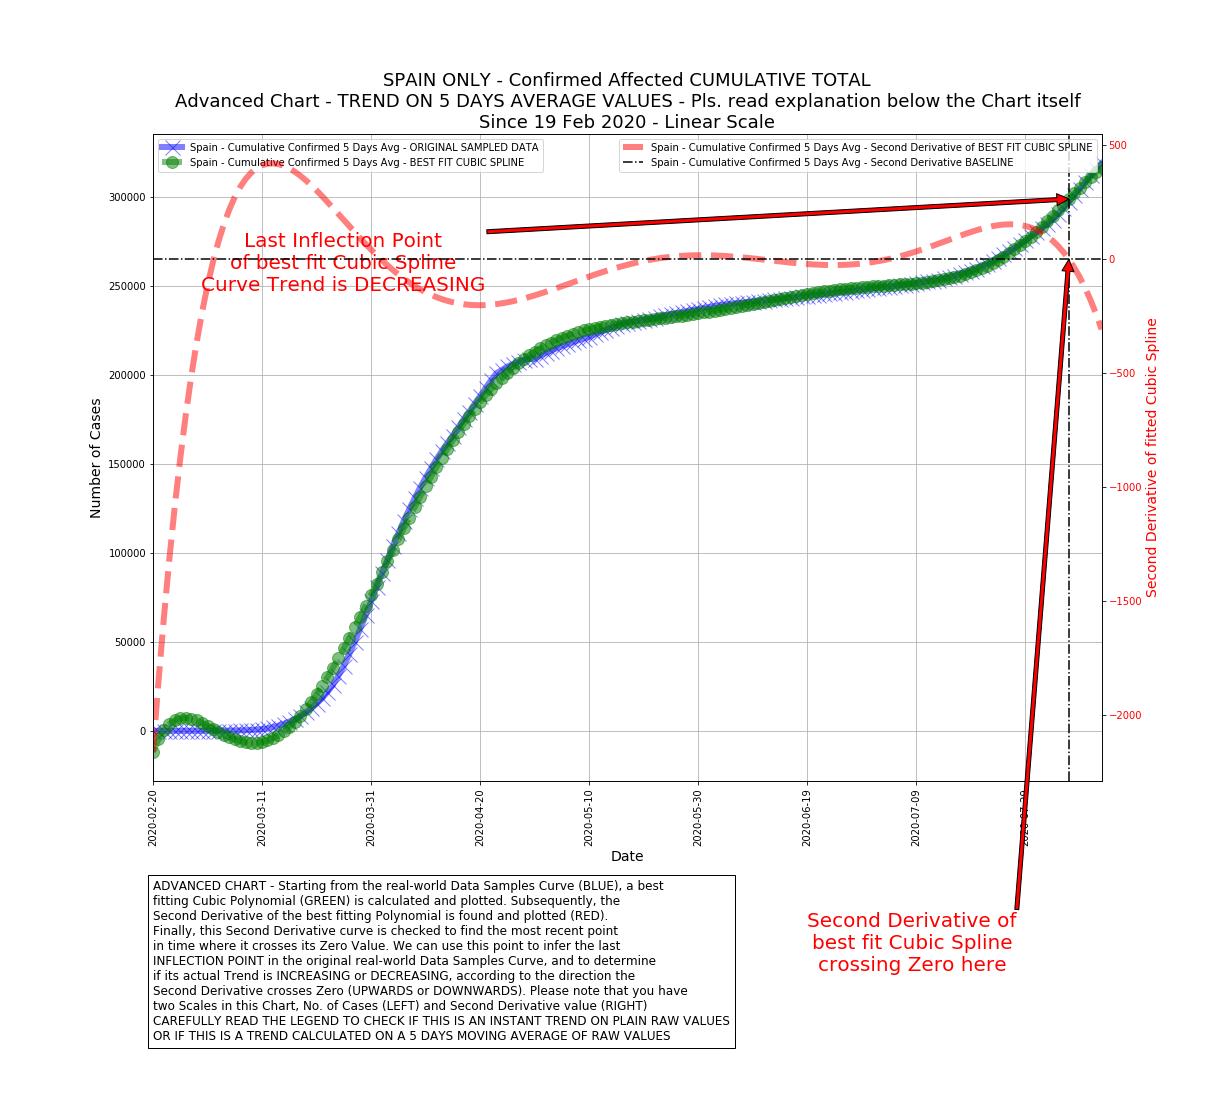 SPAIN ONLY - Confirmed Affected CUMULATIVE TOTAL
Advanced Chart - TREND ON 5 DAYS AVERAGE VALUES - Pls. read explanation below the Chart itself
Since 19 Feb 2020 - Linear Scale
Spain - Cumulative Confirmed 5 Days Avg - ORIGINAL SAMPLED DATA
Spain - Cumulative Confirmed 5 Days Avg - BEST FIT CUBIC SPLINE
Spain - Cumulative Confirmed 5 Days Avg - Second Derivative of BEST FIT CUBIC SPLINE
Spain - Cumulative Confirmed 5 Days Avg - Second Derivative BASELINE
Last Inflection Point
of best fit Cubic Spline
Curve Trend is DECREASING
Number of Cases
300000
250000
200000
150000
100000
50000
0
500
0
−500
−1000
−1500
−2000
Second Derivative of fitted Cubic Spline
2020-02-20
2020-03-11
2020-03-31
2020-04-20
2020-05-10
2020-05-30
2020-06-19
2020-07-09
2020-07-29
Date
ADVANCED CHART - Starting from the real-world Data Samples Curve (BLUE), a best
fitting Cubic Polynomial (GREEN) is calculated and plotted. Subsequently, the
Second Derivative of the best fitting Polynomial is found and plotted (RED).
Finally, this Second Derivative curve is checked to find the most recent point
in time where it crosses its Zero Value. We can use this point to infer the last
INFLECTION POINT in the original real-world Data Samples Curve, and to determine
if its actual Trend is INCREASING or DECREASING, according to the direction the
Second Derivative crosses Zero (UPWARDS or DOWNWARDS). Please note that you have
two Scales in this Chart, No. of Cases (LEFT) and Second Derivative value (RIGHT)
CAREFULLY READ THE LEGEND TO CHECK IF THIS IS AN INSTANT TREND ON PLAIN RAW VALUES
OR IF THIS IS A TREND CALCULATED ON A 5 DAYS MOVING AVERAGE OF RAW VALUES
Second Derivative of
best fit Cubic Spline
crossing Zero here